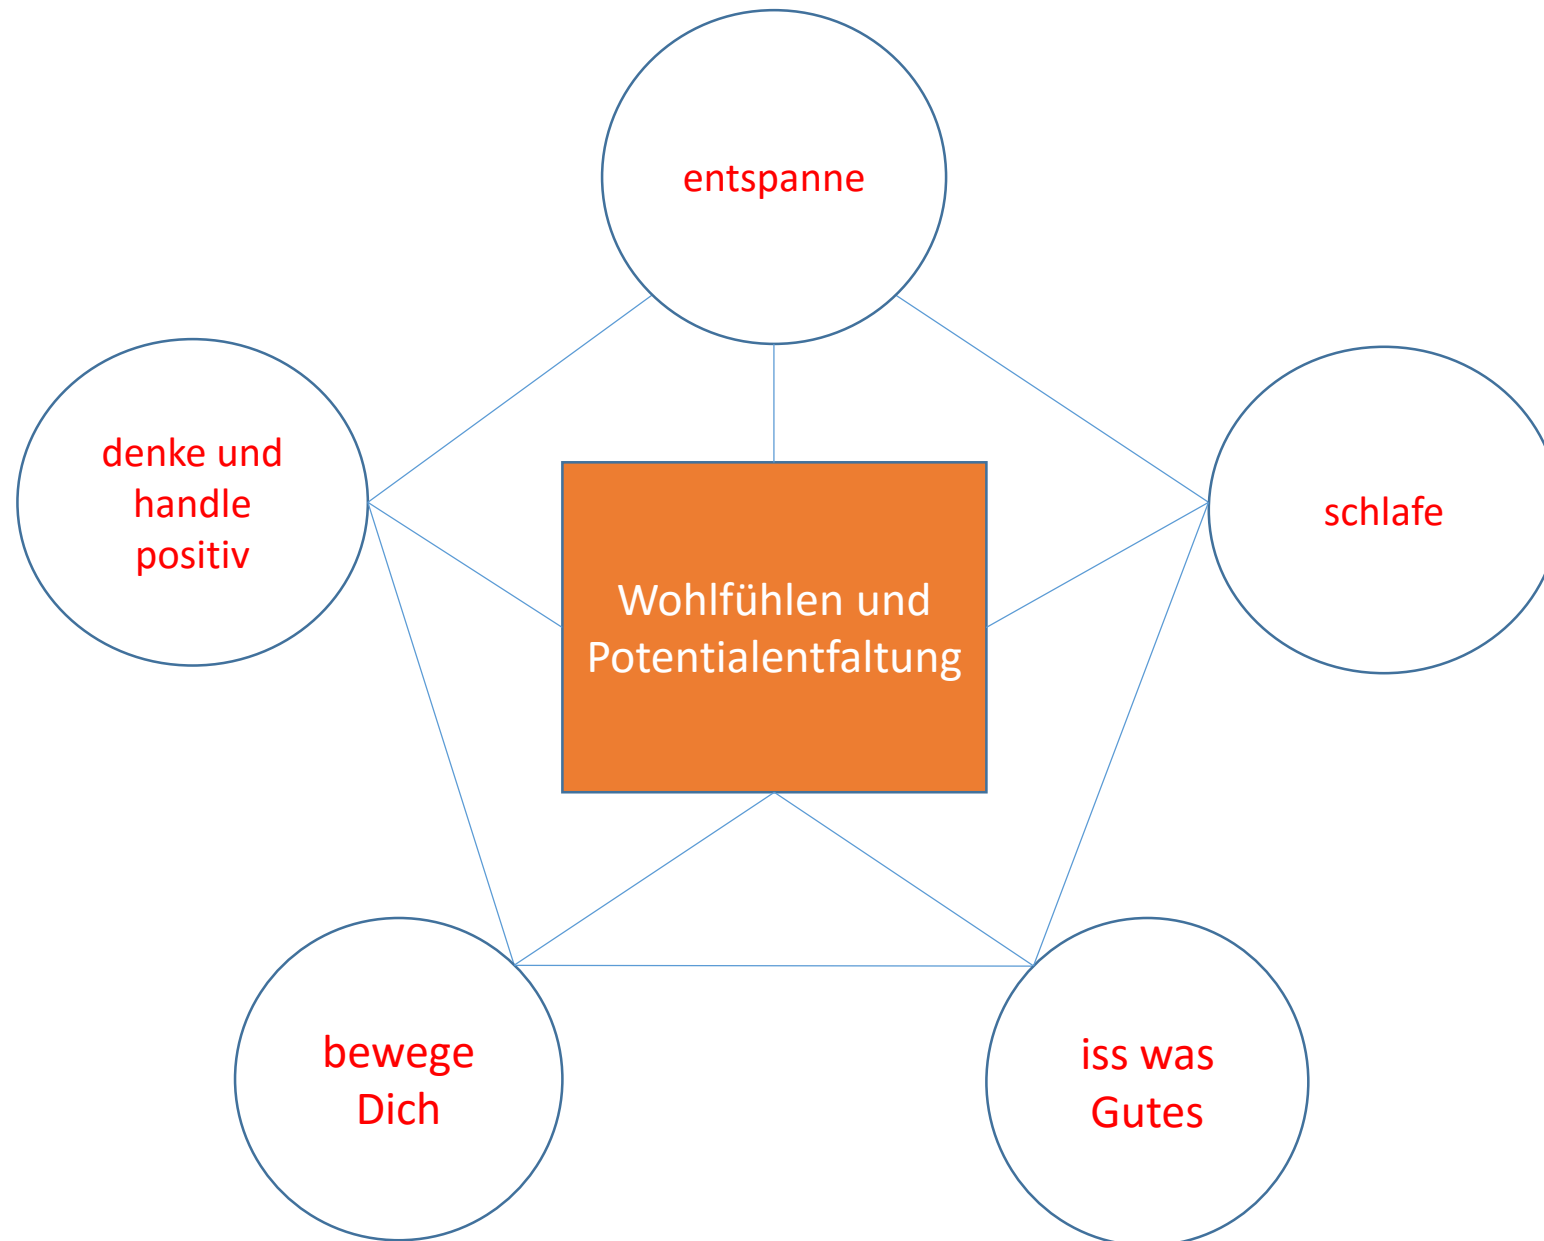 entspanne
denke und
handle
positiv
schlafe
Wohlfühlen und
Potentialentfaltung
bewege
Dich
iss was
Gutes